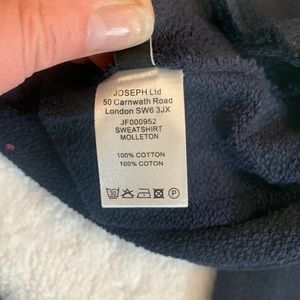 JOSEPH Ltd
50 Carnwath Road
London SW6 3JX
JF000952
SWEATSHIRT
MOLLETON
100% COTTON
100% COTON